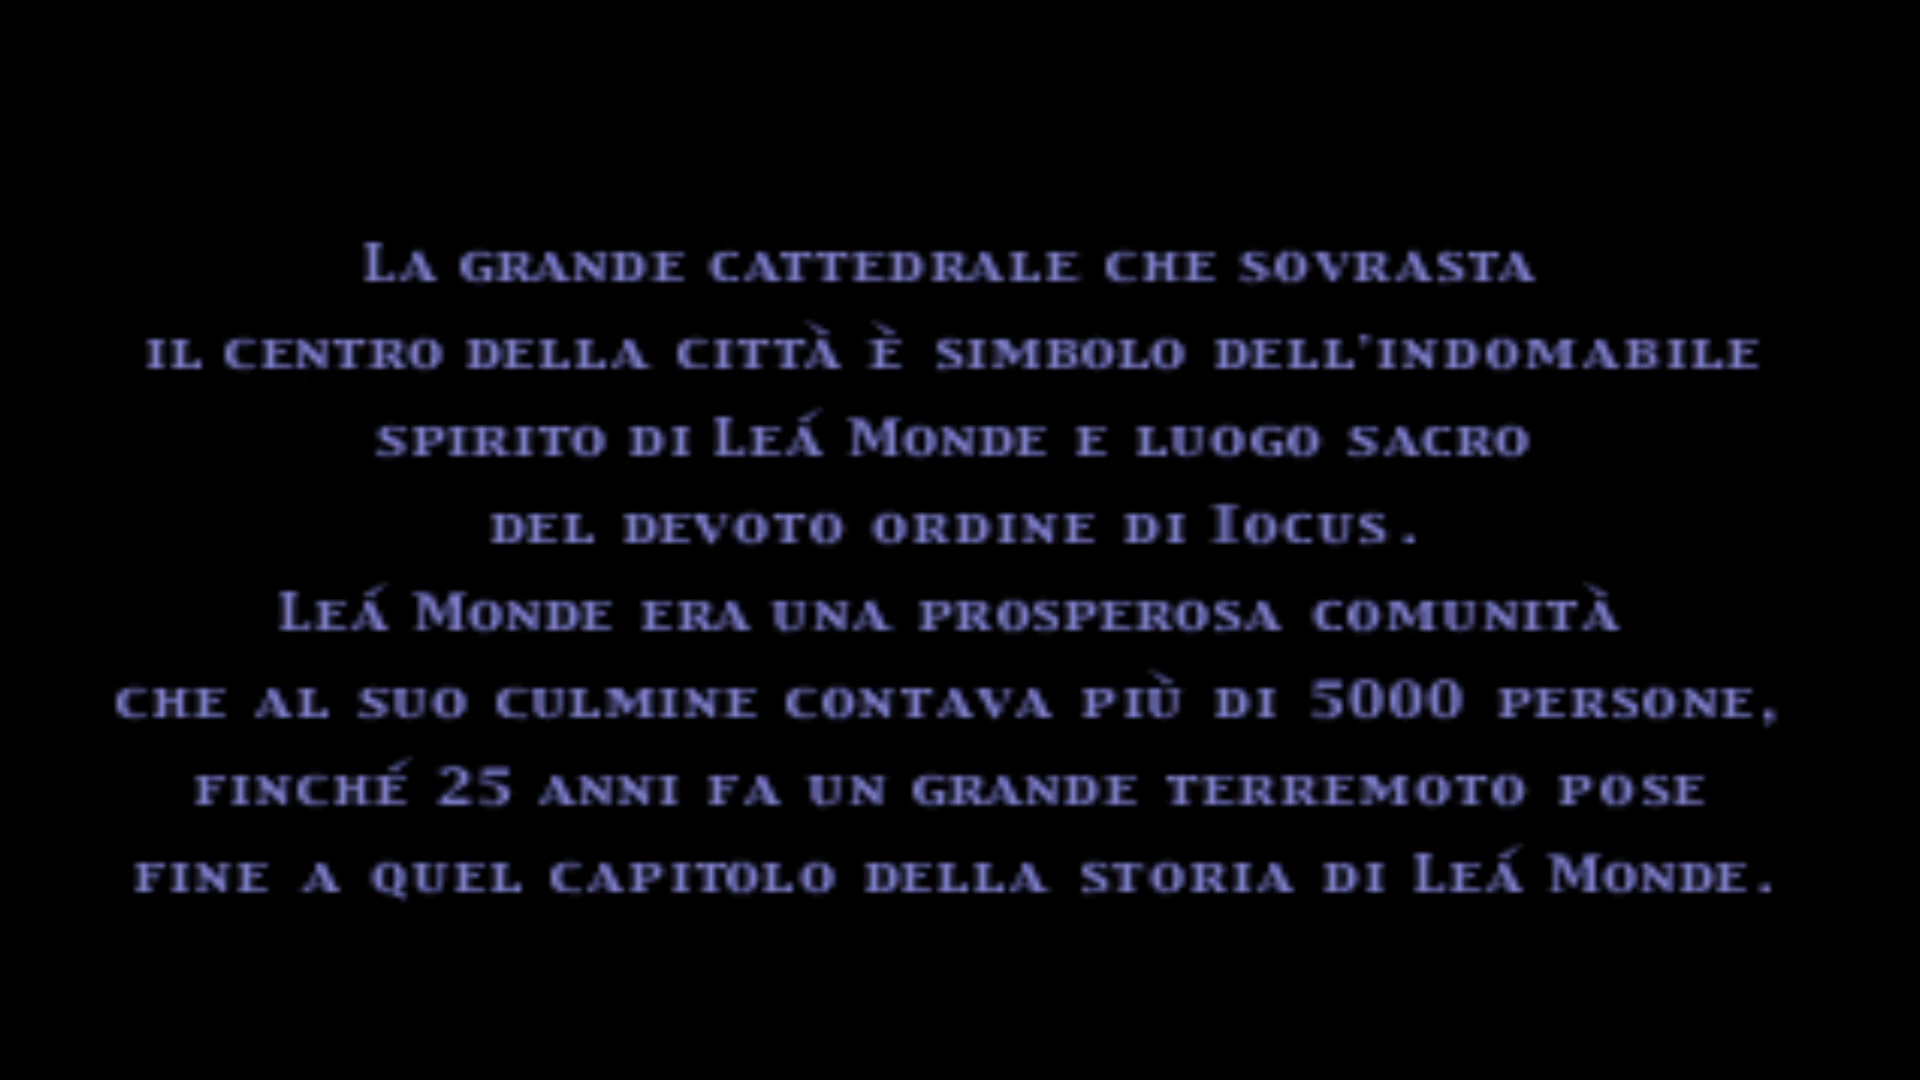 La grande cattedrale che sovrasta
il centro della città è simbolo dell'indomabile
spirito di Leá Monde e luogo sacro
del devoto ordine di Iocus.
Leá Monde era una prosperosa comunità
che al suo culmine contava più di 5000 persone,
finché 25 anni fa un grande terremoto pose
fine a quel capitolo della storia di Leá Monde.